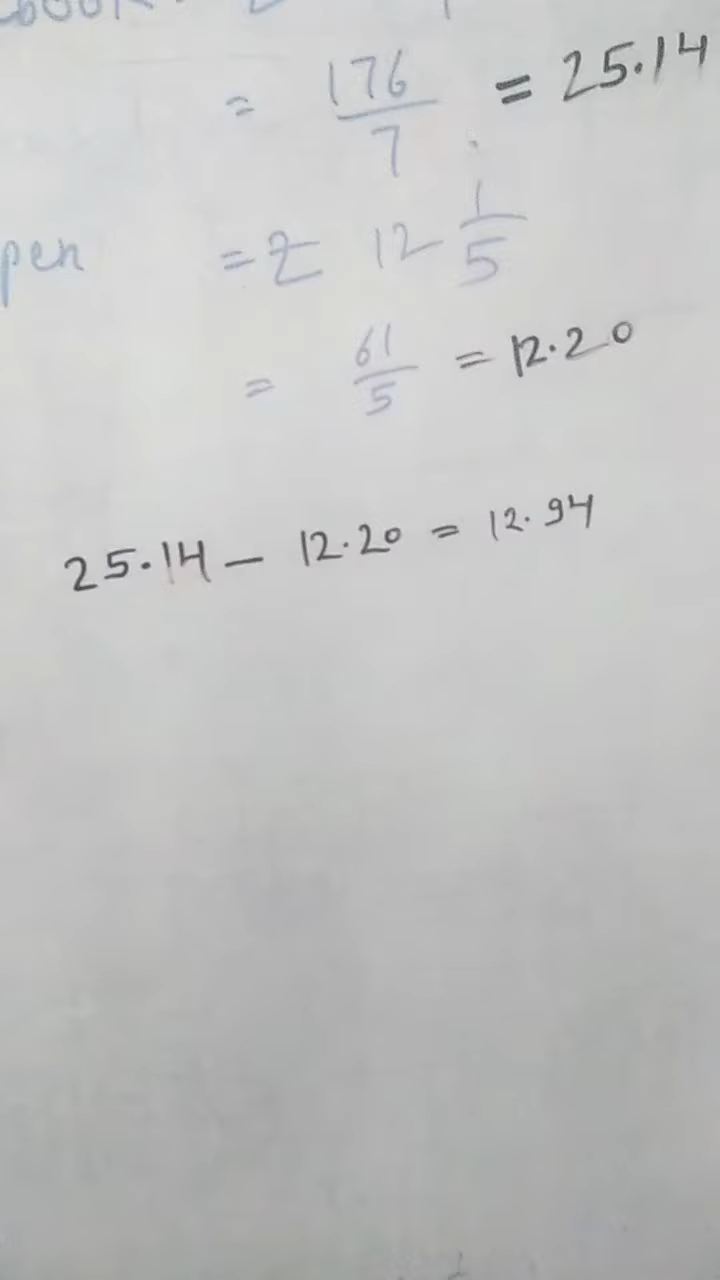 = 176/7 = 25.14
pen = ₹ 12 1/5
= 61/5 = 12.20
25.14 - 12.20 = 12.94